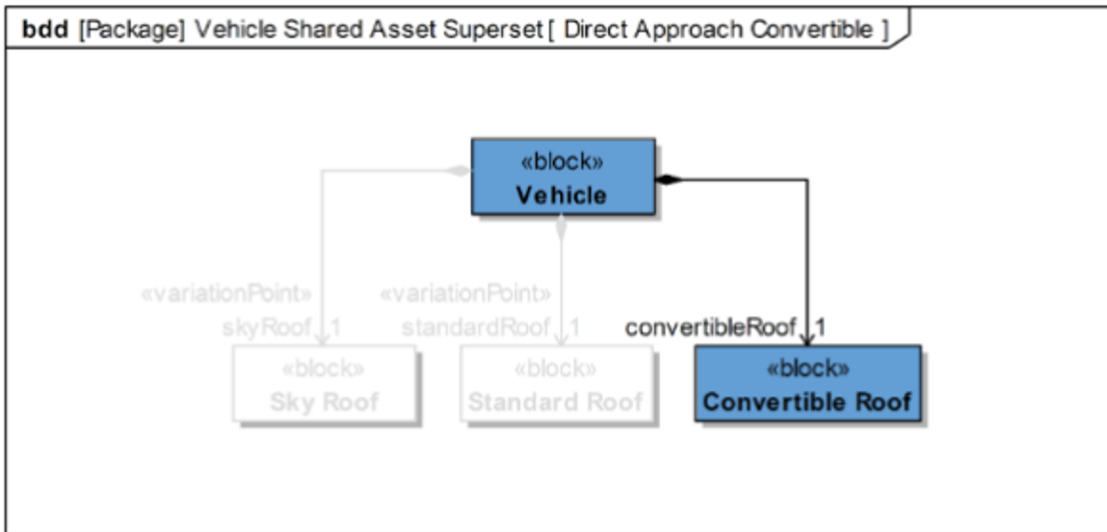 bdd [Package] Vehicle Shared Asset Superset[ Direct Approach Convertible ]
«block»
Vehicle
«variationPoint»
skyRoof 1
«variationPoint»
standardRoof 1
convertibleRoof 1
«block»
Sky Roof
«block»
Standard Roof
«block»
Convertible Roof